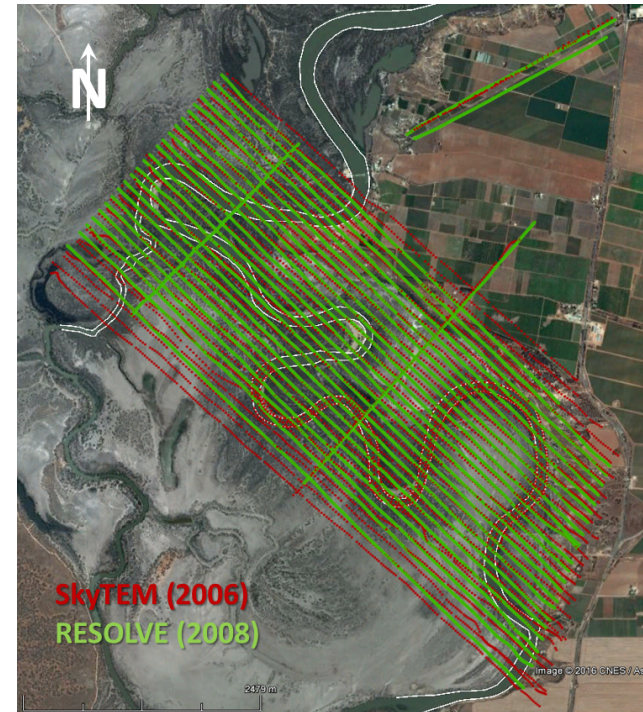 N
SkyTEM (2006)
RESOLVE (2008)
Image © 2016 CNES / As
2479 m